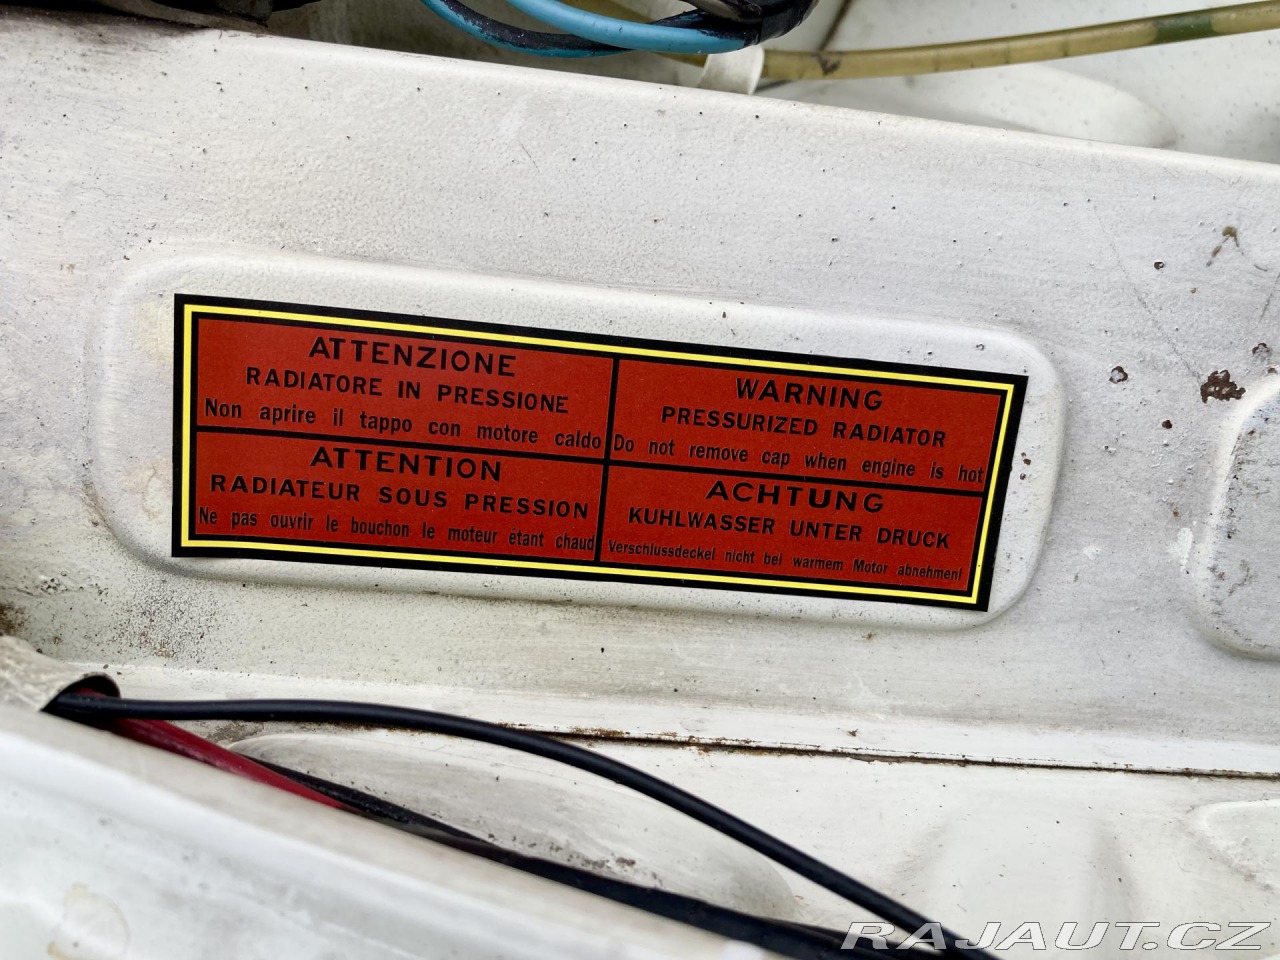 ATTENZIONE
RADIATORE IN PRESSIONE
Non aprire il tappo con motore caldo
WARNING
PRESSURIZED RADIATOR
Do not remove cap when engine is hot
ATTENTION
RADIATEUR SOUS PRESSION
Ne pas ouvrir le bouchon le moteur étant chaud
ACHTUNG
KUHLWASSER UNTER DRUCK
Verschlussdeckel nicht bei warmem Motor abnehmen!
RAJAUT.CZ